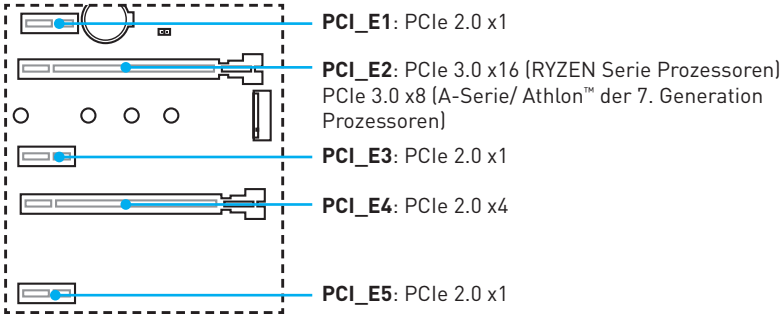 PCI_E1: PCIe 2.0 x1
PCI_E2: PCIe 3.0 x16 (RYZEN Serie Prozessoren)
PCIe 3.0 x8 (A-Serie/ Athlon™ der 7. Generation
Prozessoren)
PCI_E3: PCIe 2.0 x1
PCI_E4: PCIe 2.0 x4
PCI_E5: PCIe 2.0 x1